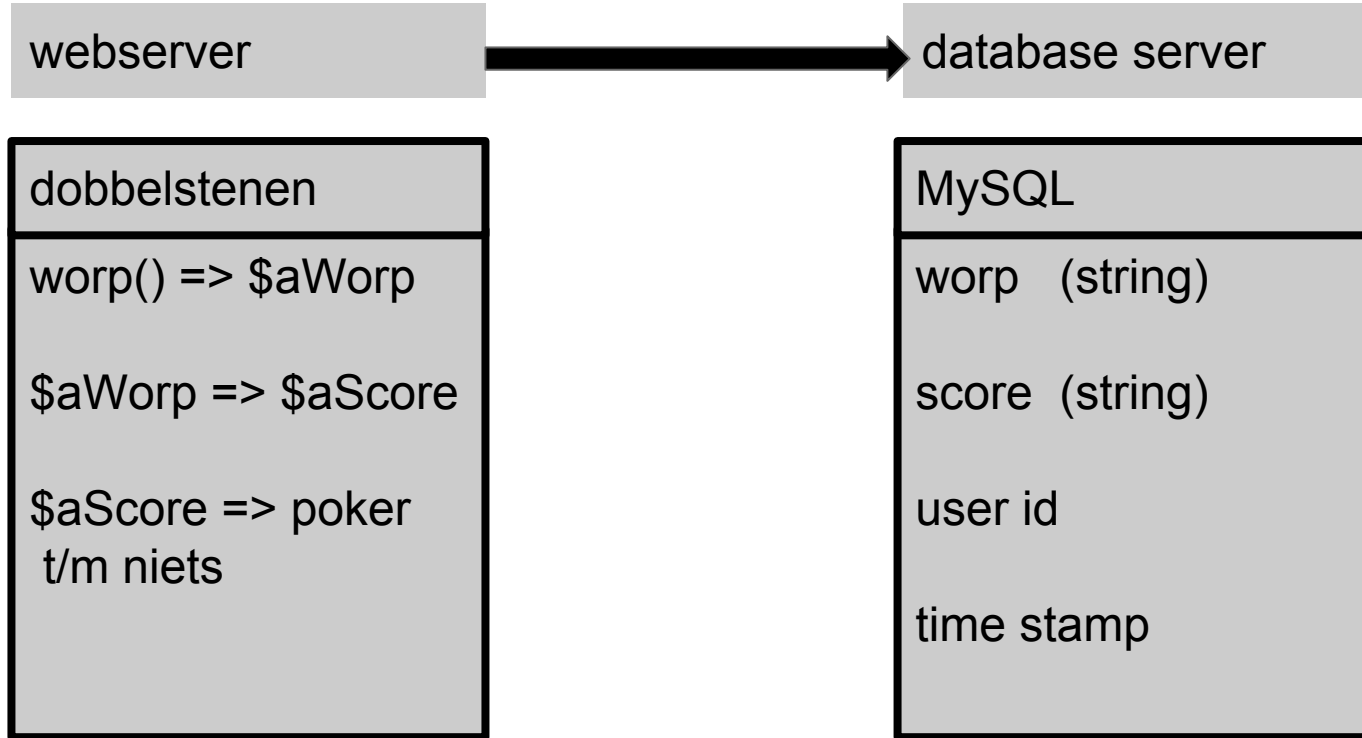 webserver
database server
dobbelstenen
worp() => $aWorp
$aWorp => $aScore
$aScore => poker
t/m niets
MySQL
worp (string)
score (string)
user id
time stamp